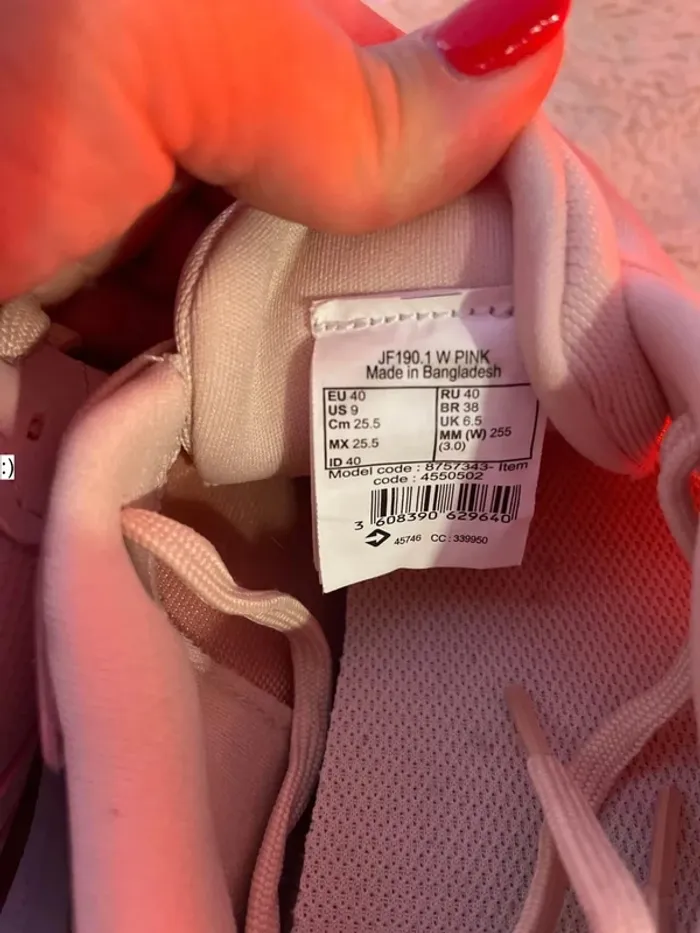 JF190.1 W PINK
Made in Bangladesh
EU 40
US 9
Cm 25.5
MX 25.5
ID 40
RU 40
BR 38
UK 6.5
MM (W) 255
(3.0)
Model code : 8757343- Item
code : 4550502
3 608390 629640
45746 CC : 339950
:)